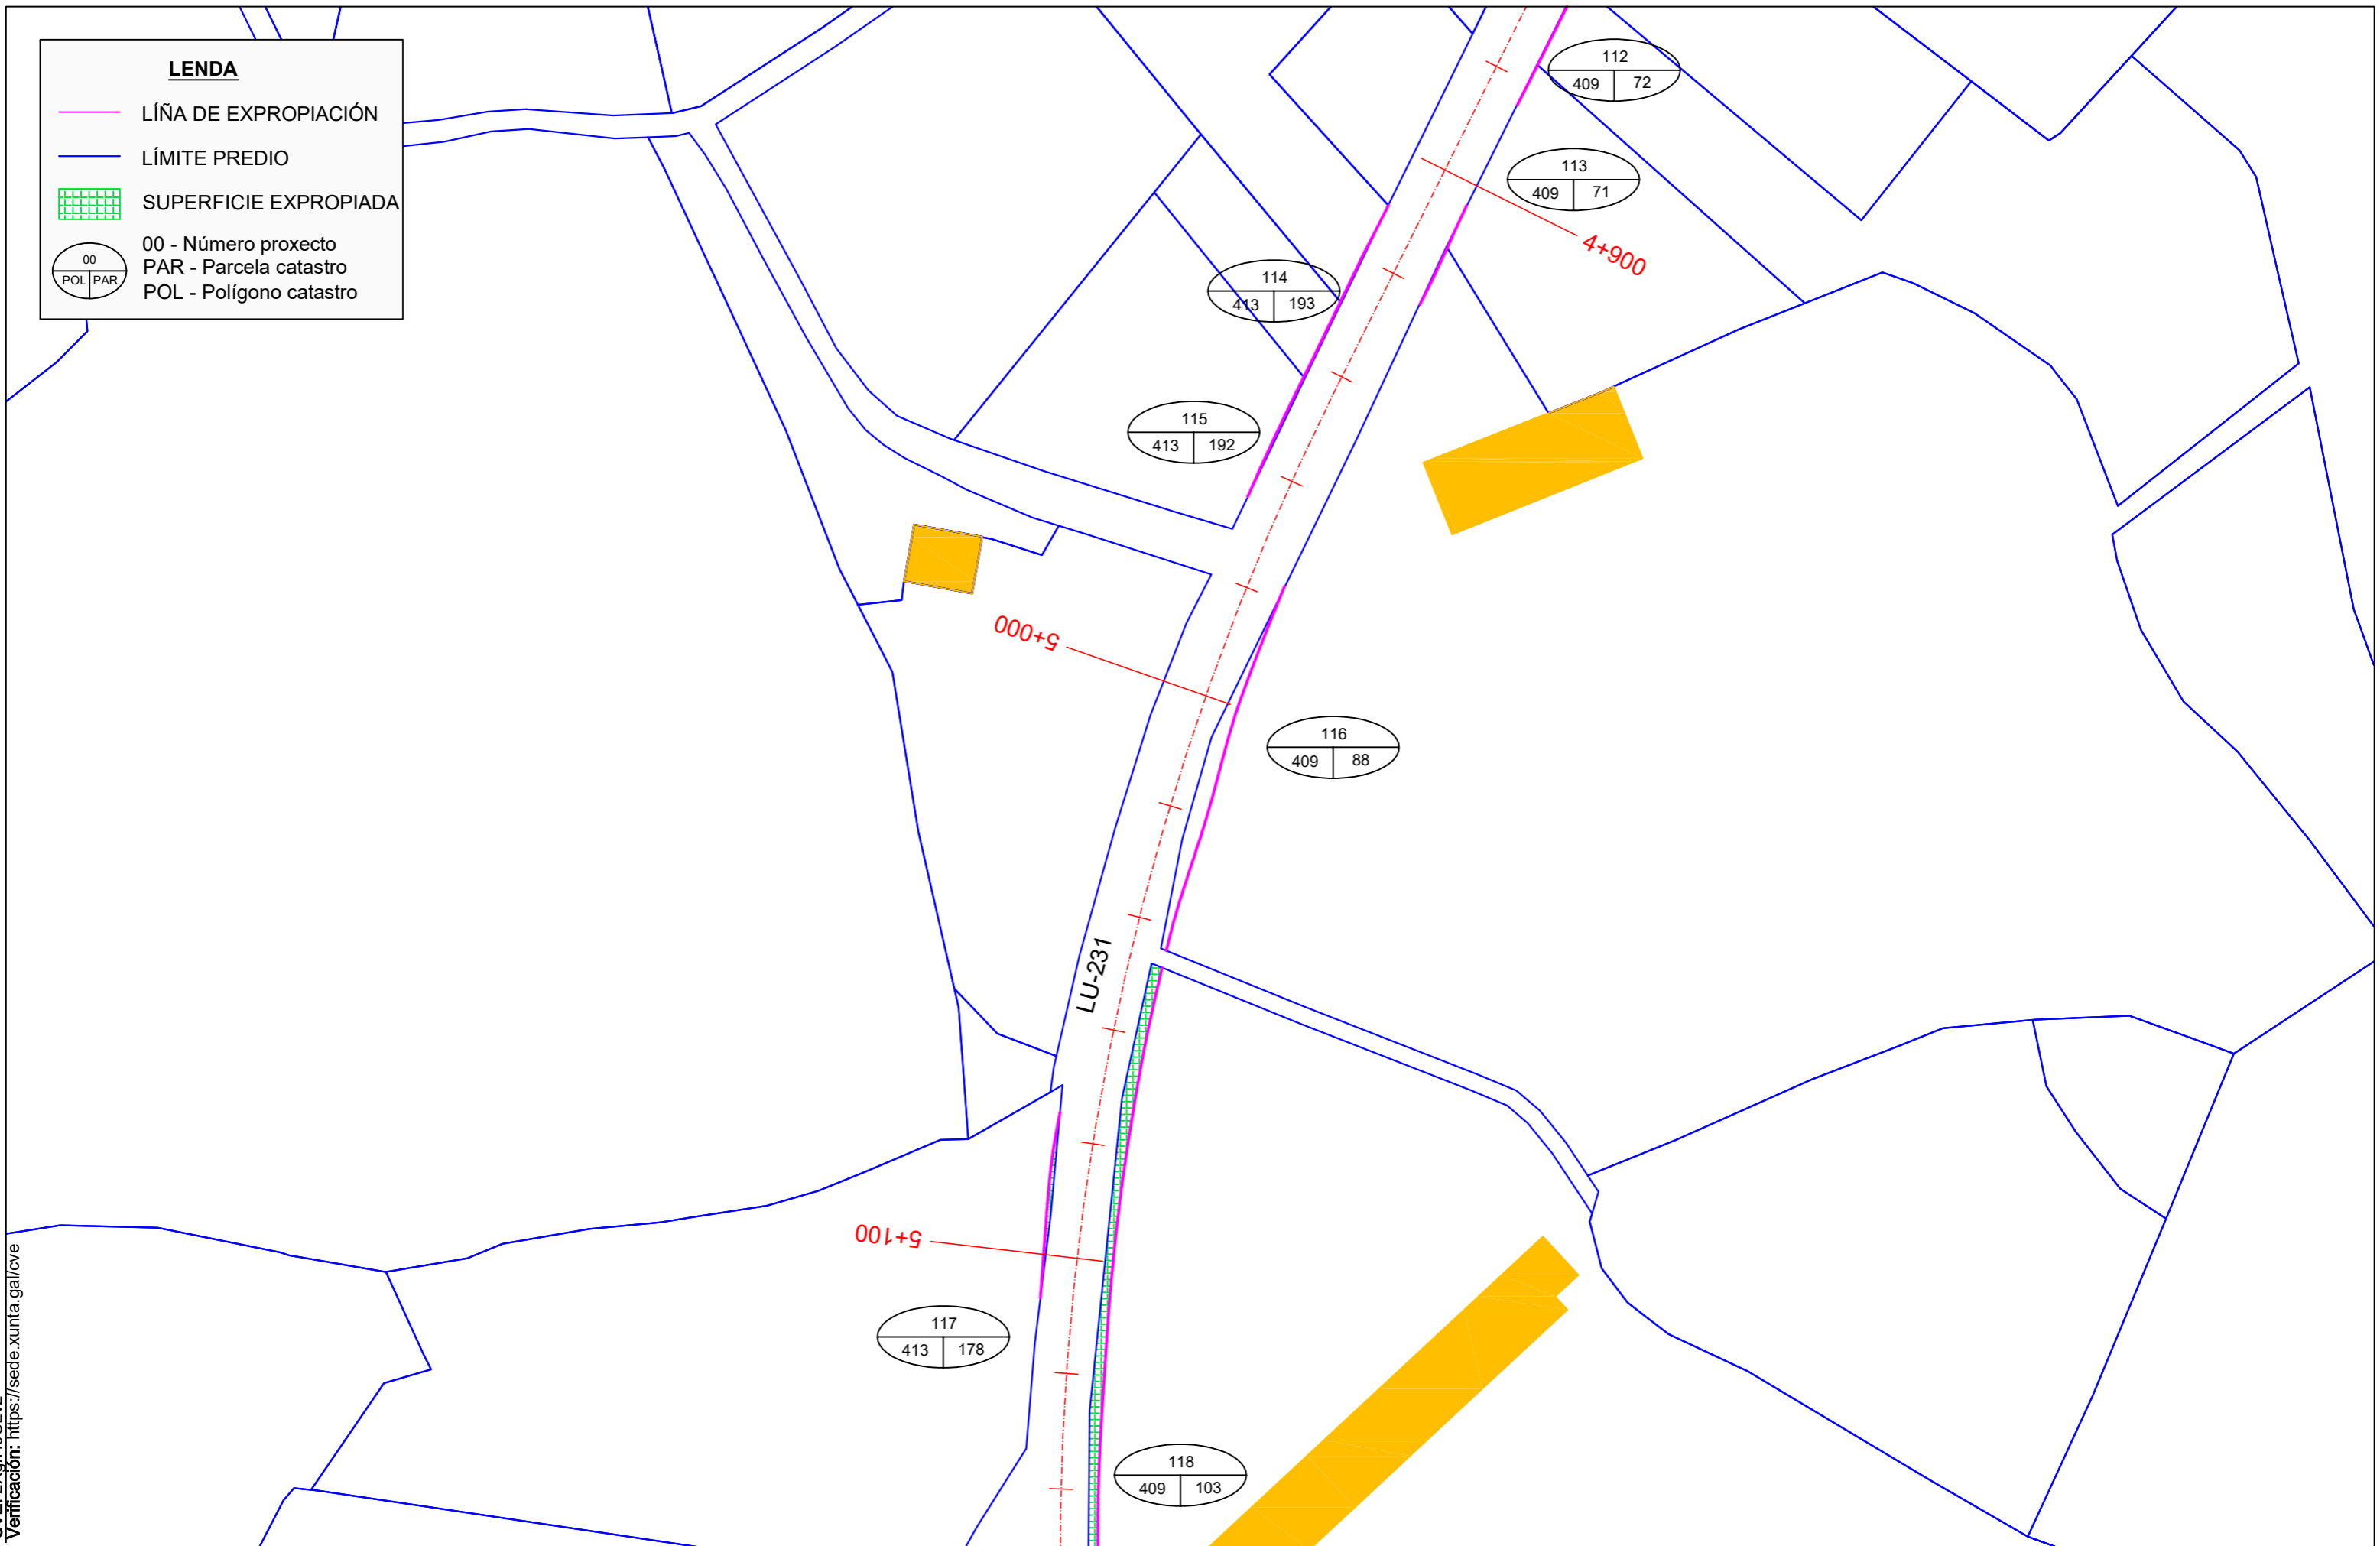 LENDA
LÍÑA DE EXPROPIACIÓN
LÍMITE PREDIO
SUPERFICIE EXPROPIADA
00
POL PAR
00 - Número proxecto
PAR - Parcela catastro
POL - Polígono catastro
112
409 72
113
409 71
4+900
114
413 193
115
413 192
5+000
116
409 88
LU-231
5+100
117
413 178
118
409 103
Verificación: https://sede.xunta.gal/cve